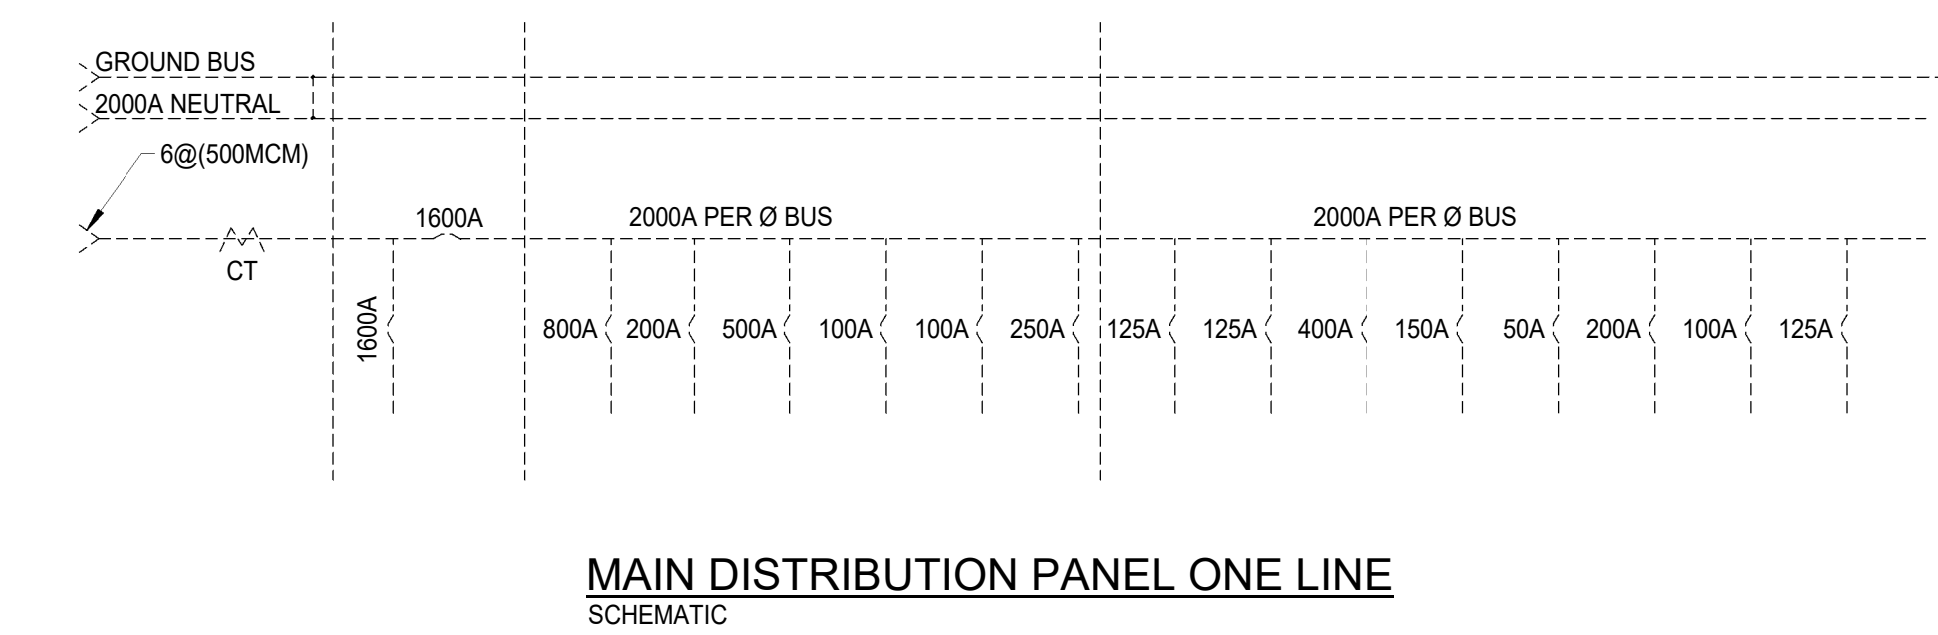 GROUND BUS
2000A NEUTRAL
6@(500MCM)
1600A
2000A PER Ø BUS
2000A PER Ø BUS
CT
1600A
800A
200A
500A
100A
100A
250A
125A
125A
400A
150A
50A
200A
100A
125A
MAIN DISTRIBUTION PANEL ONE LINE
SCHEMATIC